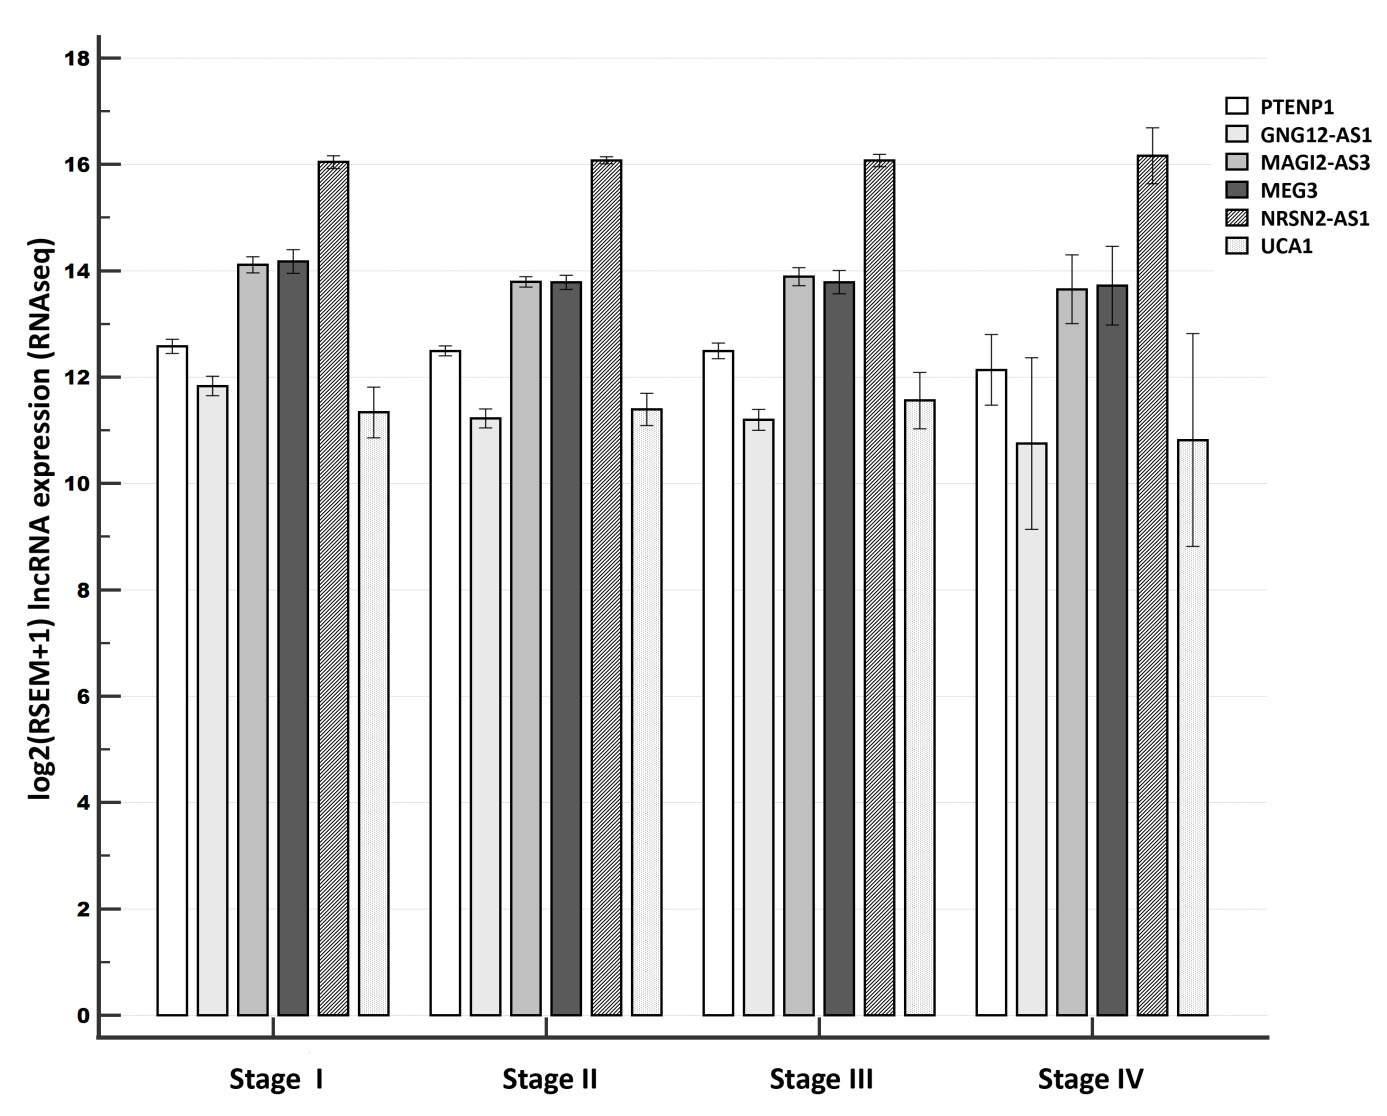 log2(RSEM+1) lncRNA expression (RNAseq)
18
16
14
12
10
8
6
4
2
0
PTENP1
GNG12-AS1
MAGI2-AS3
MEG3
NRSN2-AS1
UCA1
Stage I
Stage II
Stage III
Stage IV